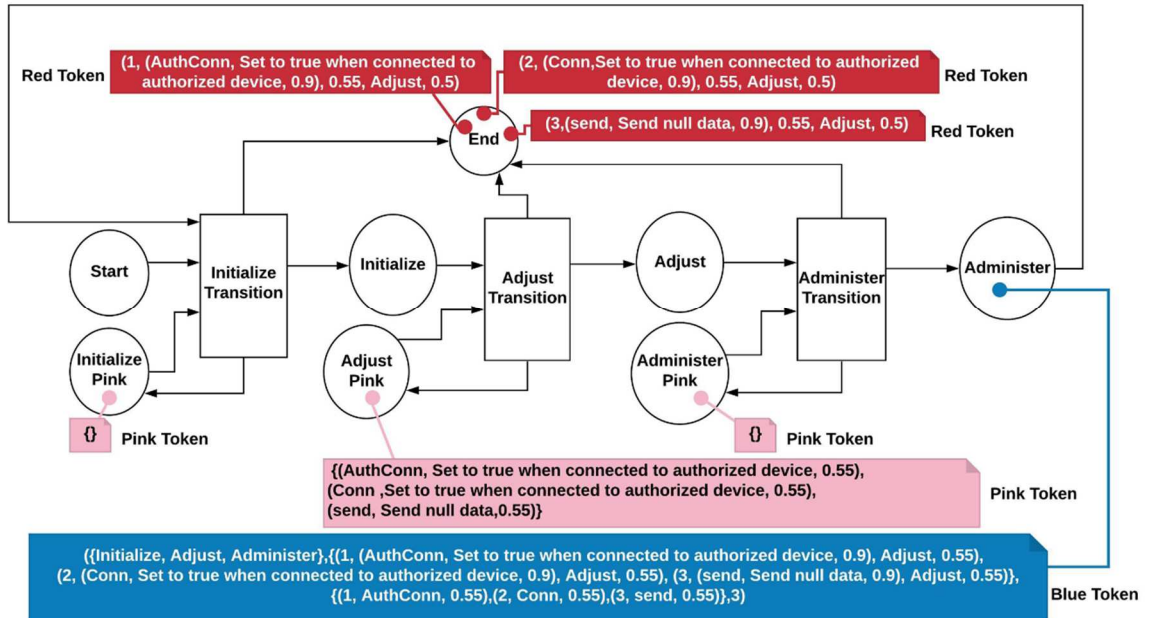 Red Token
(1, (AuthConn, Set to true when connected to
authorized device, 0.9), 0.55, Adjust, 0.5)
(2, (Conn,Set to true when connected to authorized
device, 0.9), 0.55, Adjust, 0.5)
Red Token
(3,(send, Send null data, 0.9), 0.55, Adjust, 0.5)
Red Token
End
Start
Initialize
Transition
Initialize
Adjust
Transition
Adjust
Administer
Transition
Administer
Initialize
Pink
Adjust
Pink
Administer
Pink
{}
Pink Token
{}
Pink Token
{(AuthConn, Set to true when connected to authorized device, 0.55),
(Conn ,Set to true when connected to authorized device, 0.55),
(send, Send null data,0.55)}
Pink Token
({Initialize, Adjust, Administer},{(1, (AuthConn, Set to true when connected to authorized device, 0.9), Adjust, 0.55),
(2, (Conn, Set to true when connected to authorized device, 0.9), Adjust, 0.55), (3, (send, Send null data, 0.9), Adjust, 0.55)},
{(1, AuthConn, 0.55),(2, Conn, 0.55),(3, send, 0.55)},3)
Blue Token